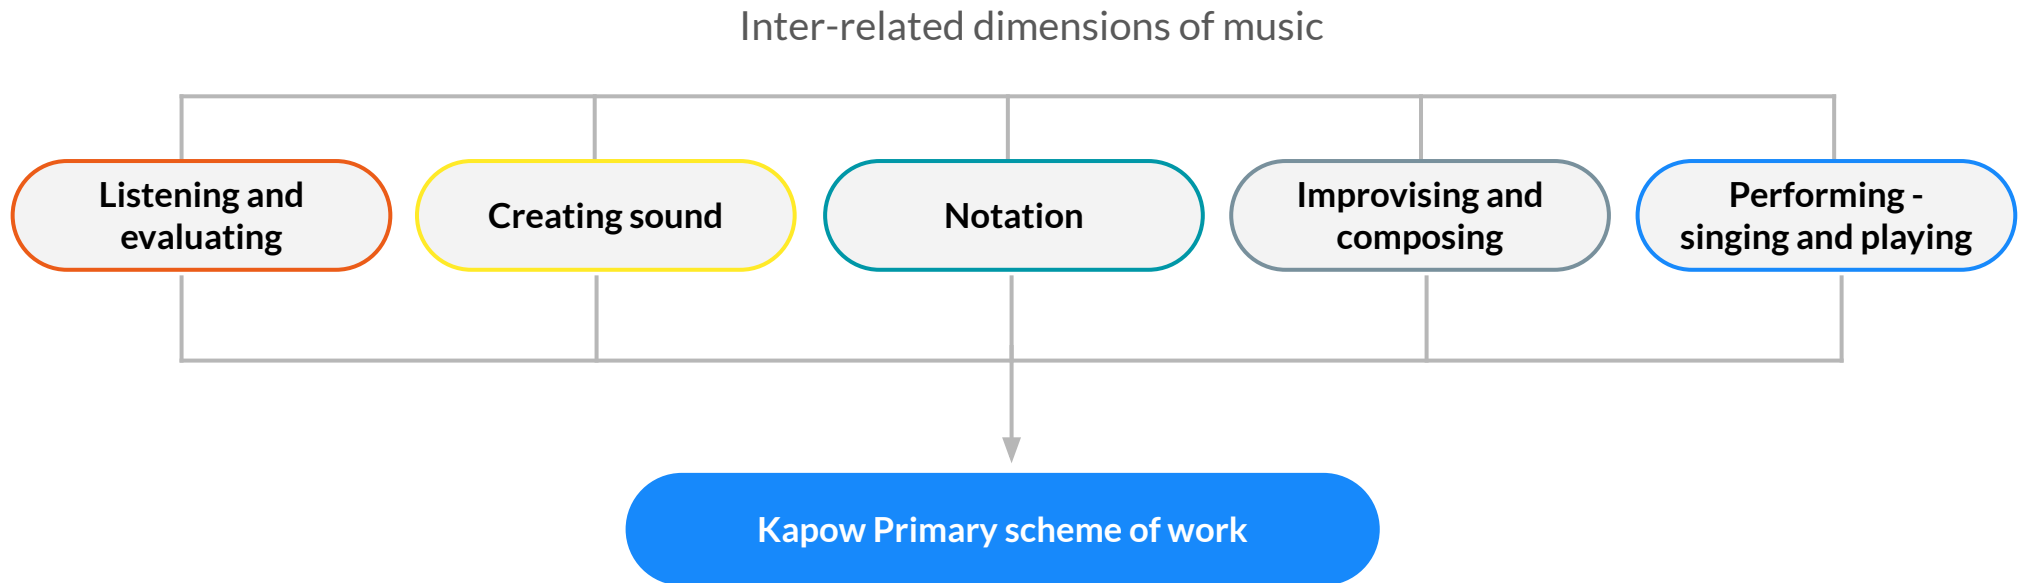 Inter-related dimensions of music
Listening and
evaluating
Creating sound
Notation
Improvising and
composing
Performing -
singing and playing
Kapow Primary scheme of work